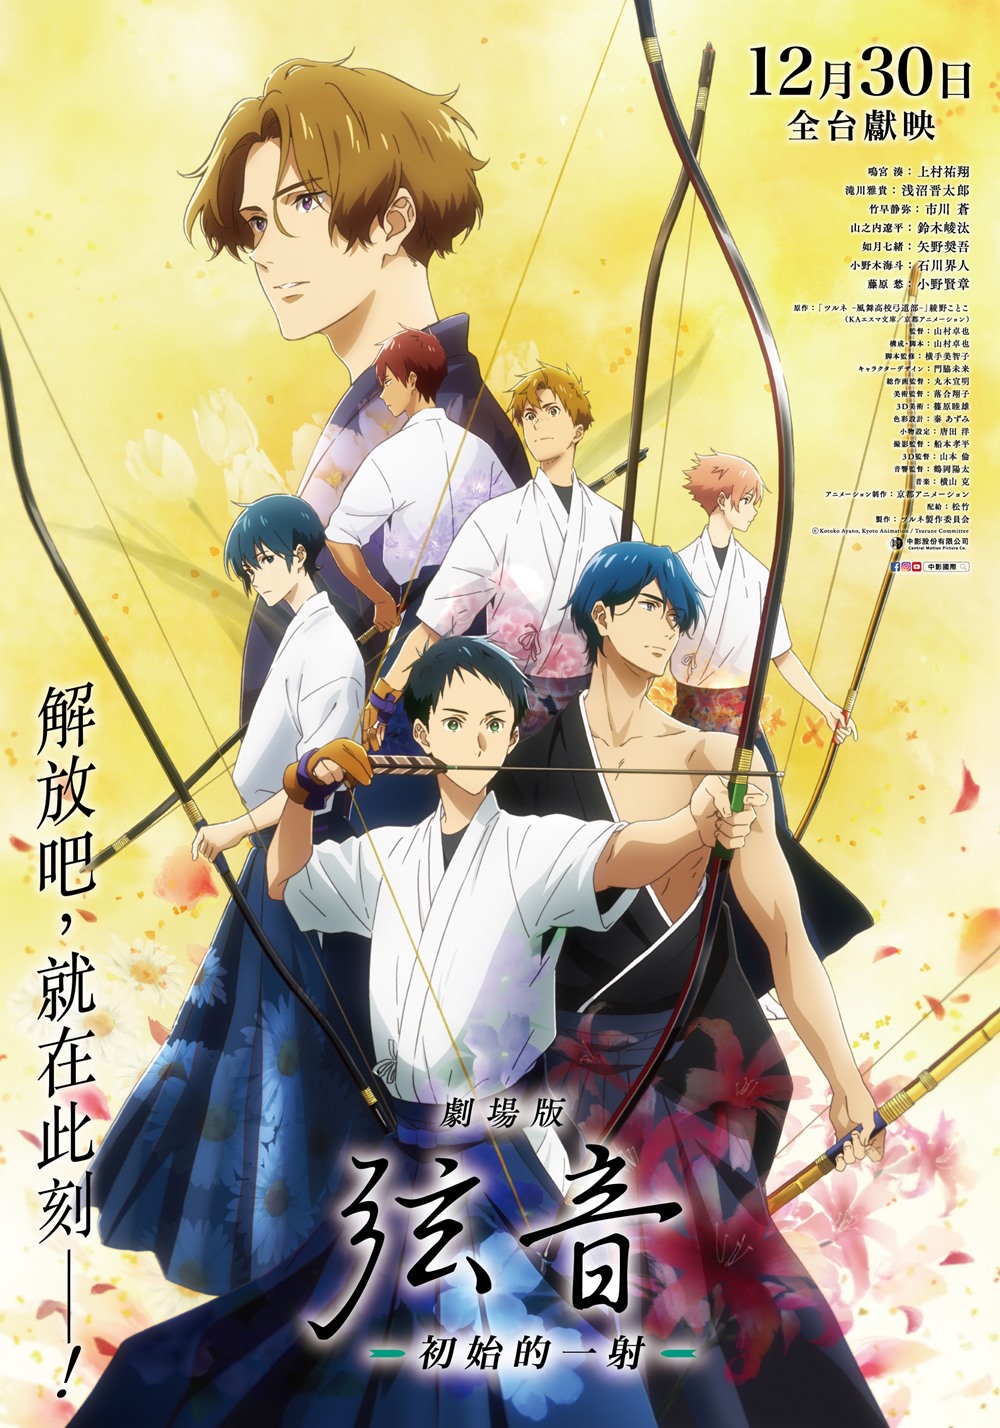 12月30日
全台獻映
鳴宮 湊：上村祐翔
滝川雅貴：浅沼晋太郎
竹早静弥：市川 蒼
山之内遼平：鈴木崚汰
如月七緒：矢野奨吾
小野木海斗：石川界人
藤原 愁：小野賢章
原作：「ツルネ −風舞高校弓道部−」綾野ことこ
（KAエスマ文庫／京都アニメーション）
監督：山村卓也
構成・脚本：山村卓也
脚本監修：横手美智子
キャラクターデザイン：門脇未来
総作画監督：丸木宣明
美術監督：落合翔子
3D美術：篠原睦雄
色彩設計：秦 あずみ
小物設定：唐田 洋
撮影監督：船本孝平
3D監督：山本 倫
音響監督：鶴岡陽太
音楽：横山 克
アニメーション制作：京都アニメーション
配給：松竹
製作：ツルネ製作委員会
©Kotoko Ayano, Kyoto Animation / Tsurune Committee
中影股份有限公司
Central Motion Picture Co.
中影國際
解放吧，就在此刻——！
劇場版
弦音
初始的一射